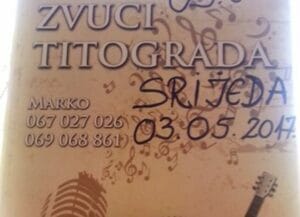 ZVUCI
TITOGRADA
MARKO
067 027 026
069 068 861
SRIJEDA
03.05.2017.